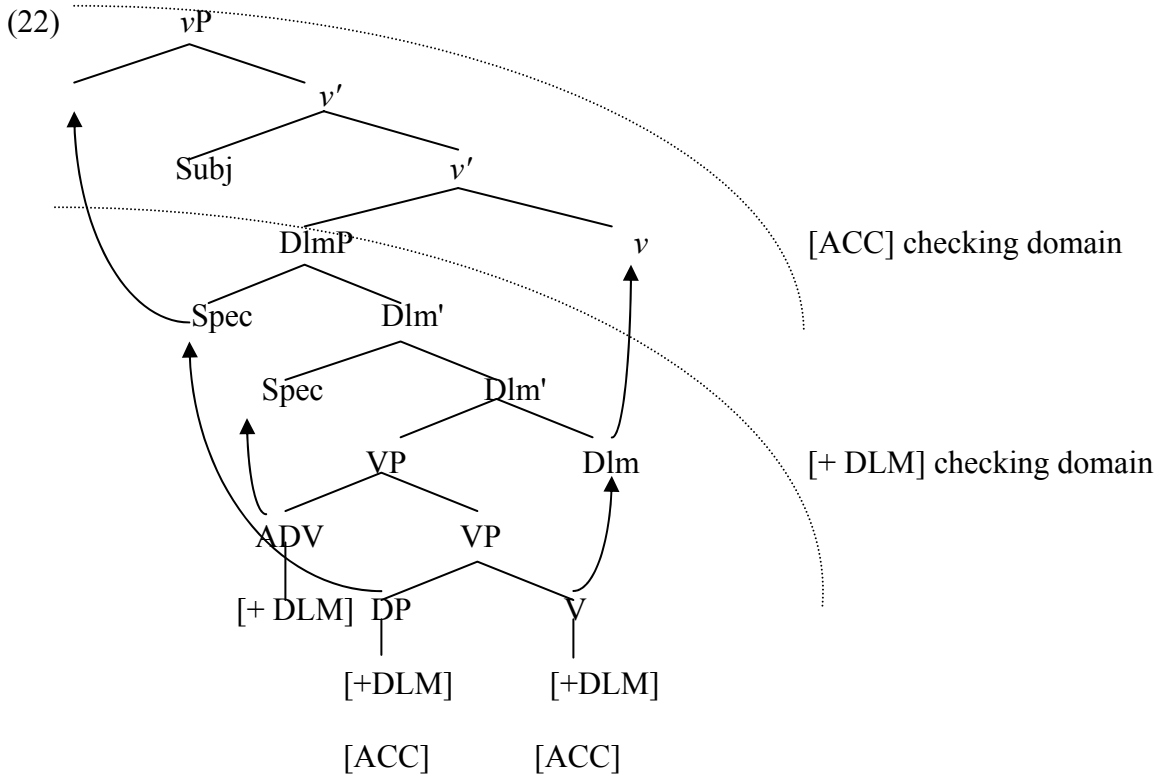 (22) vP
v'
Subj v'
DlmP v [ACC] checking domain
Spec Dlm'
Spec Dlm'
VP Dlm [+ DLM] checking domain
ADV VP
[+ DLM] DP V
[+DLM] [+DLM]
[ACC] [ACC]